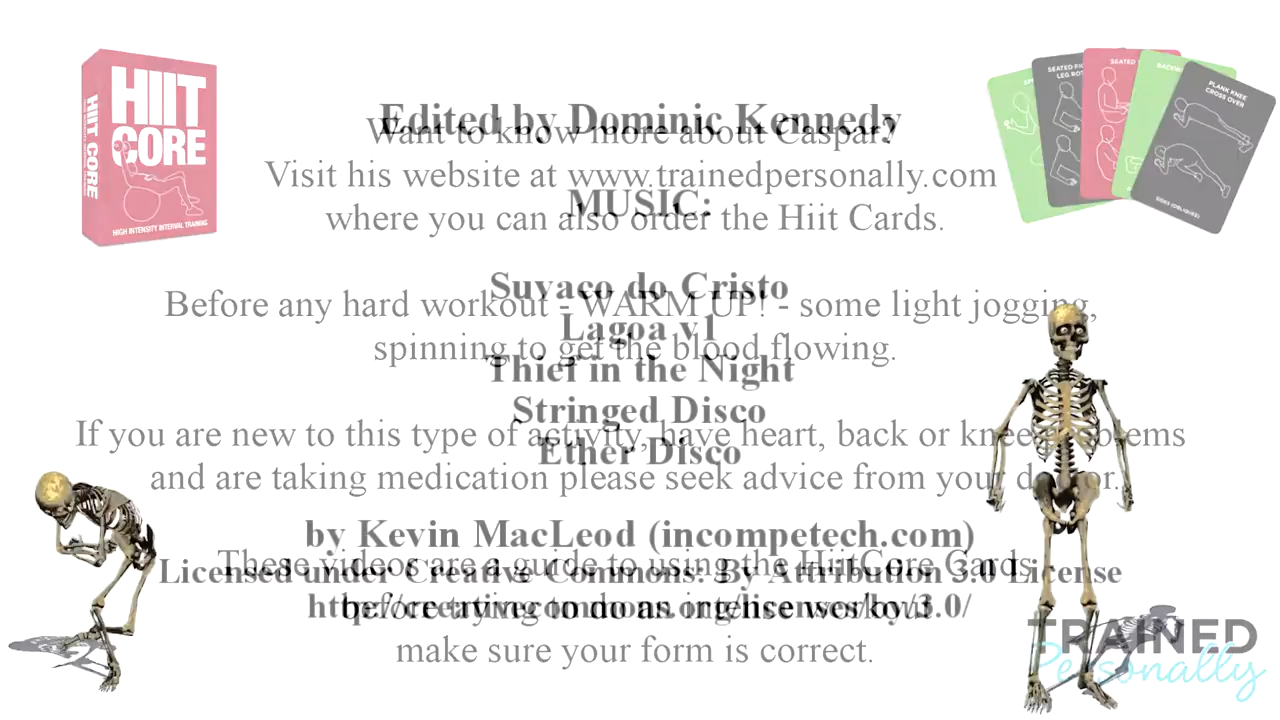 HIIT
CORE
HIIT CORE
HIGH INTENSITY INTERVAL TRAINING
SEATED
LEG
SEATED
PLANK KNEE
CROSS OVER
SIDES (OBLIQUES)
Edited by Dominic Kennedy
MUSIC:
Suvaco do Cristo
Lagoa v1
Thief in the Night
Stringed Disco
Ether Disco
by Kevin MacLeod (incompetech.com)
Licensed under Creative Commons: By Attribution 3.0 License
http://creativecommons.org/licenses/by/3.0/
Want to know more about Caspar?
Visit his website at www.trainedpersonally.com
where you can also order the Hiit Cards.
Before any hard workout - WARM UP! - some light jogging,
spinning to get the blood flowing.
If you are new to this type of activity, have heart, back or knee problems
and are taking medication please seek advice from your doctor.
These videos are a guide to using the HiitCore Cards
before trying to do an intense workout
make sure your form is correct.
TRAINED
Personally